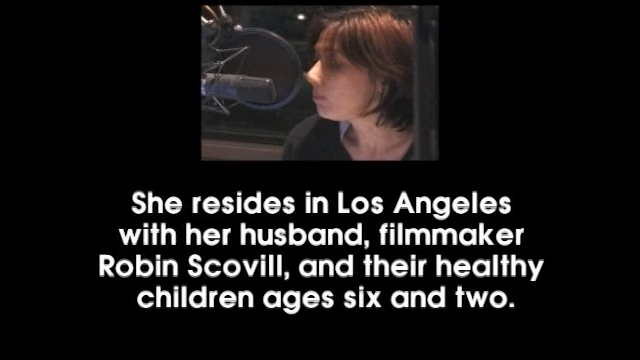 She resides in Los Angeles
with her husband, filmmaker
Robin Scovill, and their healthy
children ages six and two.